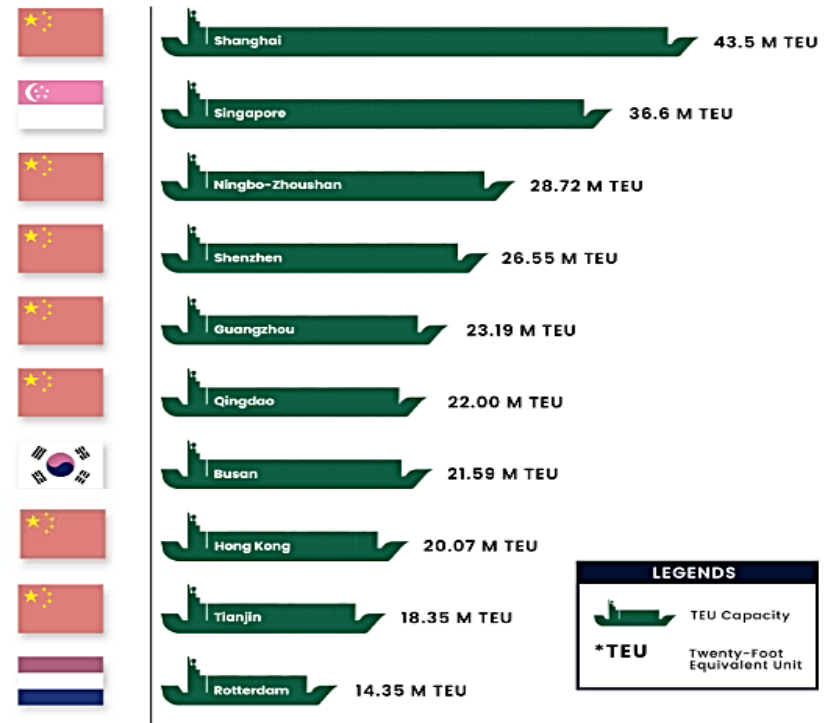 Shanghai 43.5 M TEU
Singapore 36.6 M TEU
Ningbo-Zhoushan 28.72 M TEU
Shenzhen 26.55 M TEU
Guangzhou 23.19 M TEU
Qingdao 22.00 M TEU
Busan 21.59 M TEU
Hong Kong 20.07 M TEU
Tianjin 18.35 M TEU
Rotterdam 14.35 M TEU
LEGENDS
TEU Capacity
*TEU Twenty-Foot
Equivalent Unit